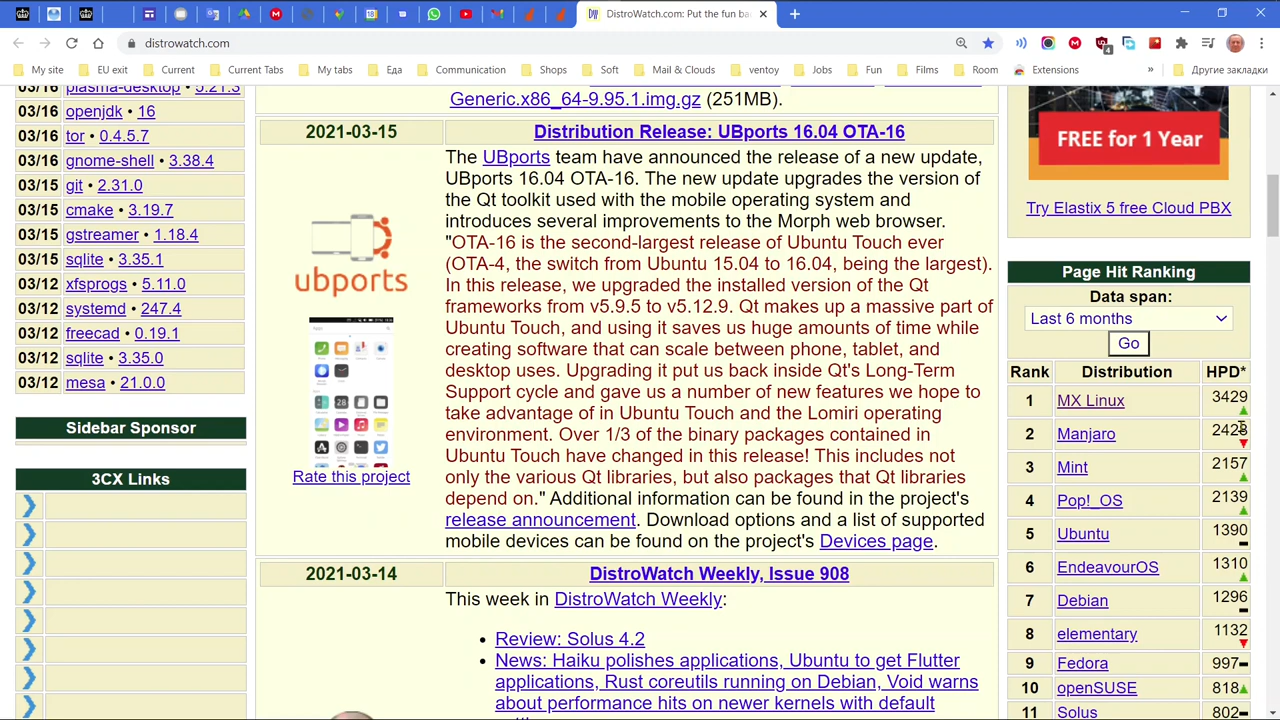 DistroWatch.com: Put the fun ba
distrowatch.com
My site
EU exit
Current
Current Tabs
My tabs
Еда
Communication
Shops
Soft
Mail & Clouds
ventoy
Jobs
Fun
Films
Room
Extensions
»
Другие закладки
03/16 plasma-desktop • 5.21.3
03/16 openjdk • 16
03/16 tor • 0.4.5.7
03/16 gnome-shell • 3.38.4
03/15 git • 2.31.0
03/15 cmake • 3.19.7
03/15 gstreamer • 1.18.4
03/15 sqlite • 3.35.1
03/12 xfsprogs • 5.11.0
03/12 systemd • 247.4
03/12 freecad • 0.19.1
03/12 sqlite • 3.35.0
03/12 mesa • 21.0.0
Sidebar Sponsor
3CX Links
Generic.x86_64-9.95.1.img.gz (251MB).
2021-03-15 Distribution Release: UBports 16.04 OTA-16
ubports
Rate this project
The UBports team have announced the release of a new update,
UBports 16.04 OTA-16. The new update upgrades the version of
the Qt toolkit used with the mobile operating system and
introduces several improvements to the Morph web browser.
"OTA-16 is the second-largest release of Ubuntu Touch ever
(OTA-4, the switch from Ubuntu 15.04 to 16.04, being the largest).
In this release, we upgraded the installed version of the Qt
frameworks from v5.9.5 to v5.12.9. Qt makes up a massive part of
Ubuntu Touch, and using it saves us huge amounts of time while
creating software that can scale between phone, tablet, and
desktop uses. Upgrading it put us back inside Qt's Long-Term
Support cycle and gave us a number of new features we hope to
take advantage of in Ubuntu Touch and the Lomiri operating
environment. Over 1/3 of the binary packages contained in
Ubuntu Touch have changed in this release! This includes not
only the various Qt libraries, but also packages that Qt libraries
depend on." Additional information can be found in the project's
release announcement. Download options and a list of supported
mobile devices can be found on the project's Devices page.
2021-03-14 DistroWatch Weekly, Issue 908
This week in DistroWatch Weekly:
• Review: Solus 4.2
• News: Haiku polishes applications, Ubuntu to get Flutter
applications, Rust coreutils running on Debian, Void warns
about performance hits on newer kernels with default
FREE for 1 Year
Try Elastix 5 free Cloud PBX
Page Hit Ranking
Data span:
Last 6 months
Go
Rank Distribution HPD*
1 MX Linux 3429
2 Manjaro
3 Mint 2157
4 Pop!_OS 2139
5 Ubuntu 1390
6 EndeavourOS 1310
7 Debian 1296
8 elementary 1132
9 Fedora 997
10 openSUSE 818
11 Solus 802